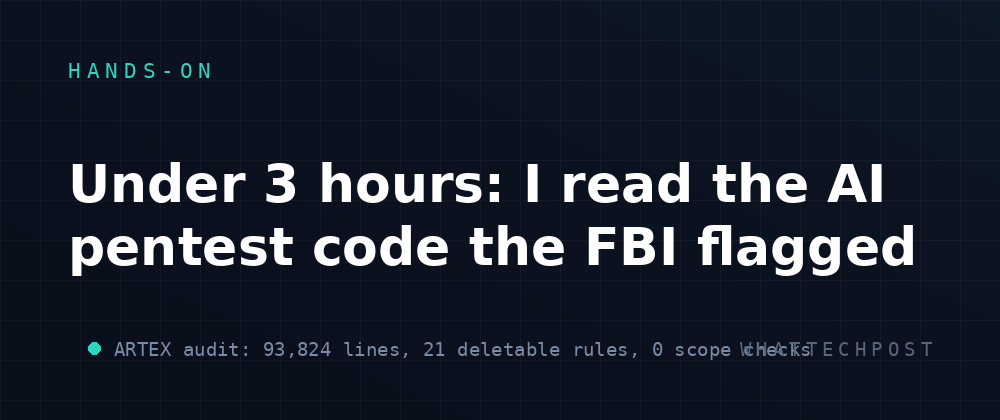 HANDS-ON
Under 3 hours: I read the AI
pentest code the FBI flagged
ARTEX audit: 93,824 lines, 21 deletable rules, 0 scope checks
WHATTECHPOST